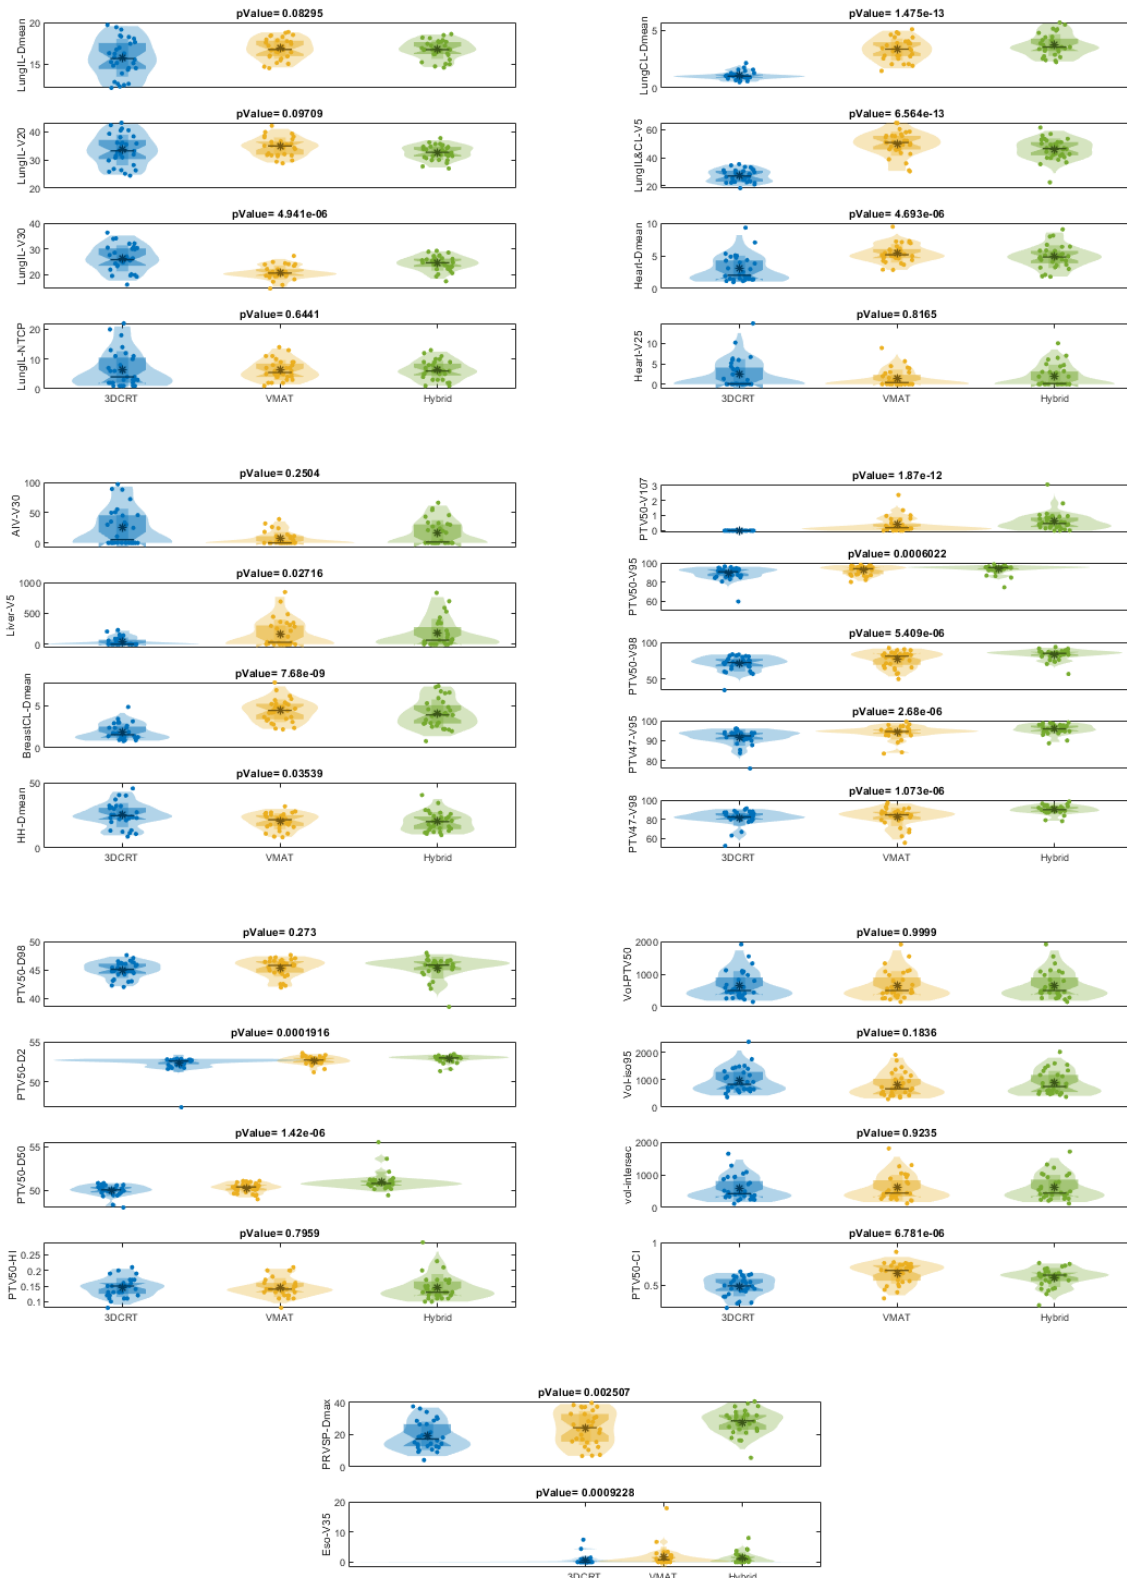 pValue= 0.08295
LungIL-Dmean
20
15
pValue= 0.09709
LungIL-V20
40
30
20
pValue= 4.941e-06
LungIL-V30
40
30
20
pValue= 0.6441
LungIL-NTCP
20
10
0
3DCRT VMAT Hybrid
pValue= 1.475e-13
LungCL-Dmean
5
0
pValue= 6.564e-13
LungIL&CL-V5
60
40
20
pValue= 4.693e-06
Heart-Dmean
10
5
0
pValue= 0.8165
Heart-V25
10
5
0
3DCRT VMAT Hybrid
pValue= 0.2504
AIV-V30
100
50
0
pValue= 0.02716
Liver-V5
1000
500
0
pValue= 7.68e-09
BreastCL-Dmean
5
0
pValue= 0.03539
HH-Dmean
50
0
3DCRT VMAT Hybrid
pValue= 1.87e-12
PTV50-V107
3
2
1
0
pValue= 0.0006022
PTV50-V95
100
80
60
pValue= 5.409e-06
PTV50-V98
100
50
pValue= 2.68e-06
PTV47-V95
100
90
80
pValue= 1.073e-06
PTV47-V98
100
80
60
3DCRT VMAT Hybrid
pValue= 0.273
PTV50-D98
50
45
40
pValue= 0.0001916
PTV50-D2
55
50
pValue= 1.42e-06
PTV50-D50
55
50
pValue= 0.7959
PTV50-HI
0.25
0.2
0.15
0.1
3DCRT VMAT Hybrid
pValue= 0.9999
Vol-PTV50
2000
1000
0
pValue= 0.1836
Vol-iso95
2000
1000
0
pValue= 0.9235
vol-intersec
2000
1000
0
pValue= 6.781e-06
PTV50-CI
1
0.5
3DCRT VMAT Hybrid
pValue= 0.002507
PRVSP-Dmax
40
20
0
pValue= 0.0009228
Eso-V35
20
10
0
3DCRT VMAT Hybrid